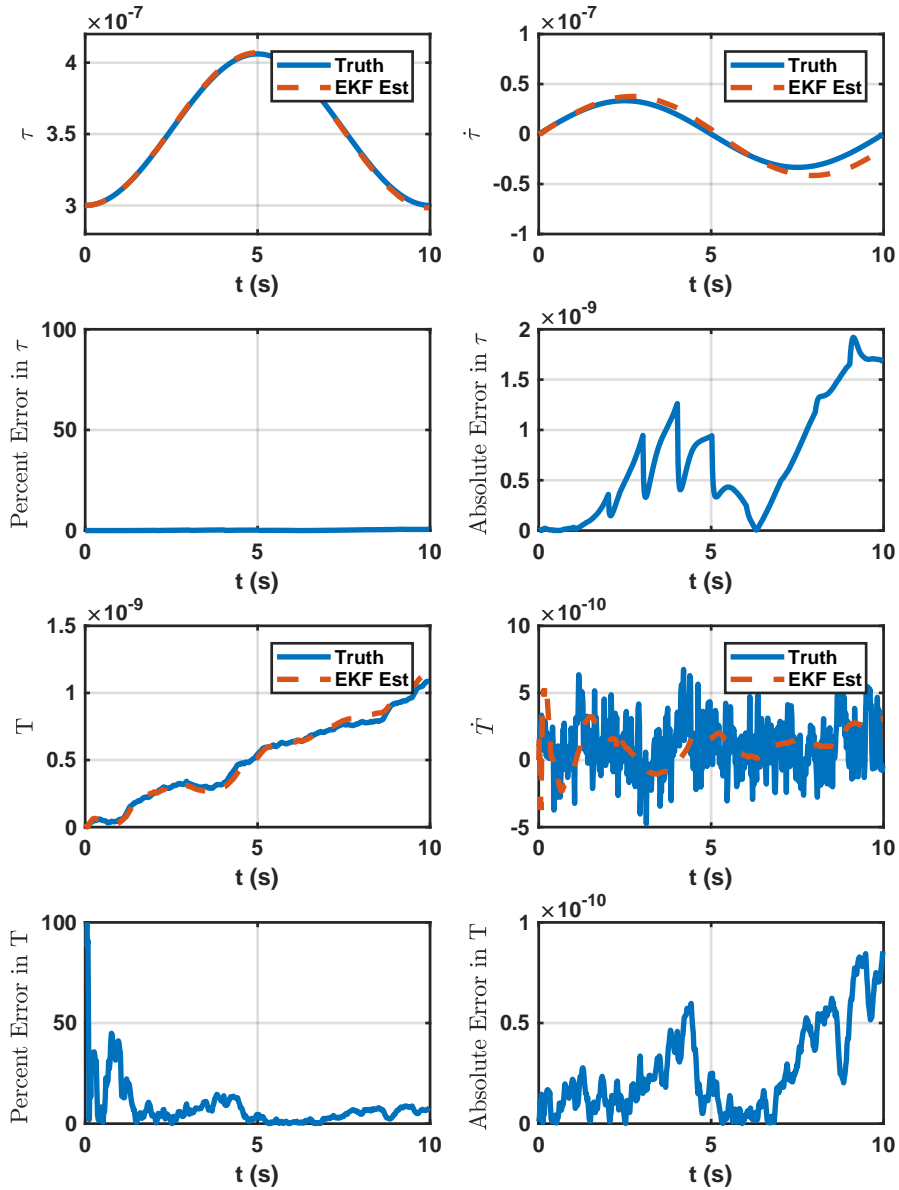 ×10⁻⁷
4
3.5
3
τ
0
5
10
t (s)
Truth
EKF Est
×10⁻⁷
1
0.5
0
-0.5
-1
τ̇
0
5
10
t (s)
Truth
EKF Est
100
50
0
Percent Error in τ
0
5
10
t (s)
×10⁻⁹
2
1.5
1
0.5
0
Absolute Error in τ
0
5
10
t (s)
×10⁻⁹
1.5
1
0.5
0
T
0
5
10
t (s)
Truth
EKF Est
×10⁻¹⁰
10
5
0
-5
Ṫ
0
5
10
t (s)
Truth
EKF Est
100
50
0
Percent Error in T
0
5
10
t (s)
×10⁻¹⁰
1
0.5
0
Absolute Error in T
0
5
10
t (s)